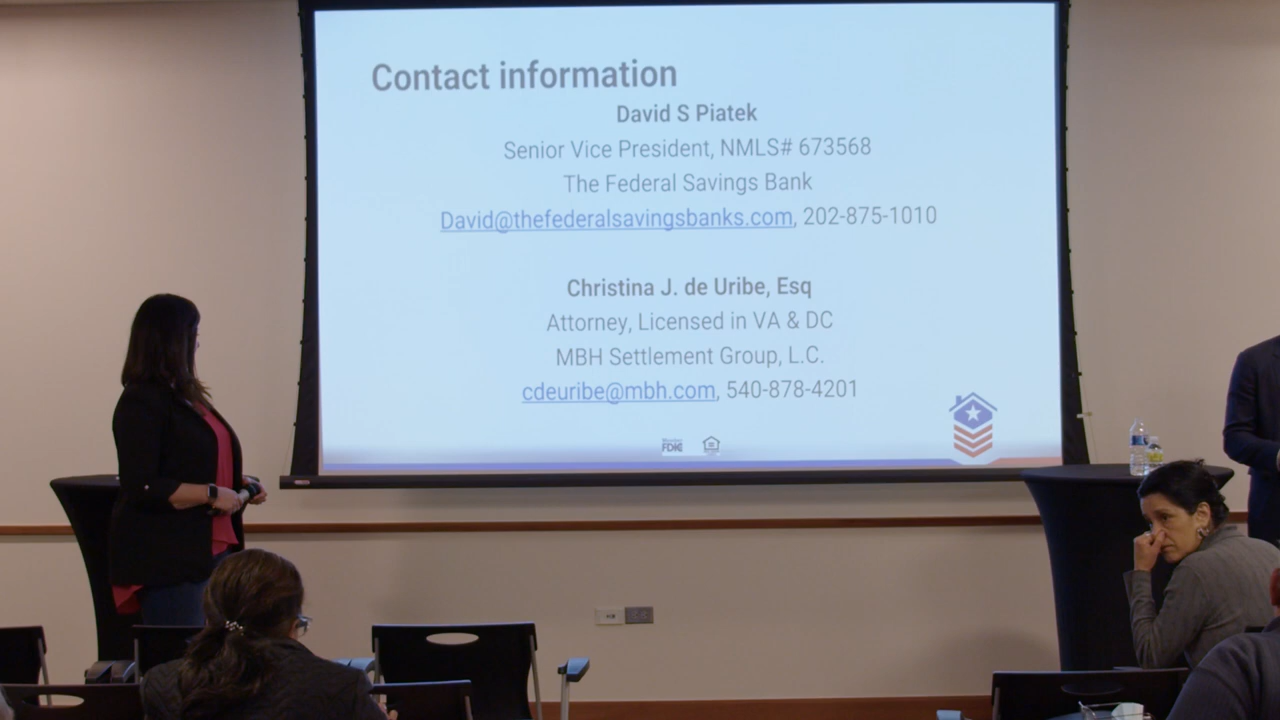 Contact information
David S Piatek
Senior Vice President, NMLS# 673568
The Federal Savings Bank
David@thefederalsavingsbanks.com, 202-875-1010
Christina J. de Uribe, Esq
Attorney, Licensed in VA & DC
MBH Settlement Group, L.C.
cdeuribe@mbh.com, 540-878-4201
FDIC